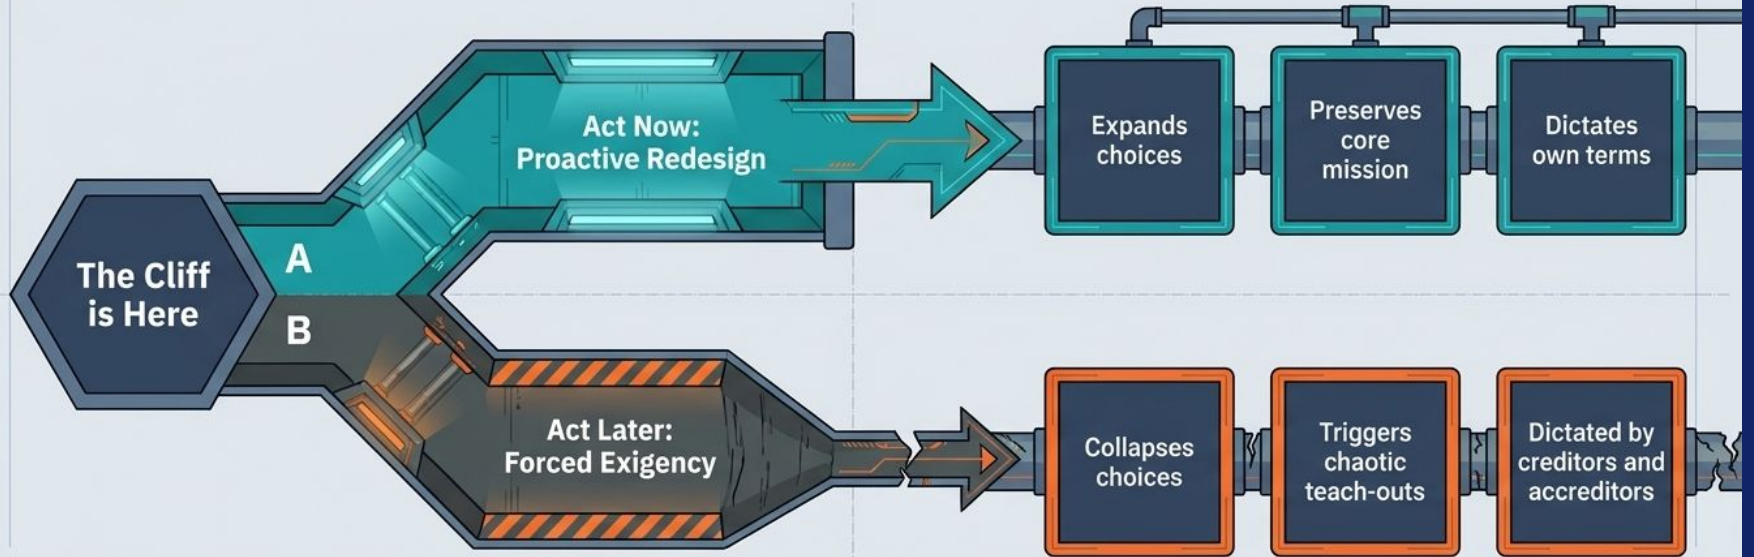 The Cliff
is Here
A
Act Now:
Proactive Redesign
Expands
choices
Preserves
core
mission
Dictates
own terms
B
Act Later:
Forced Exigency
Collapses
choices
Triggers
chaotic
teach-outs
Dictated by
creditors and
accreditors